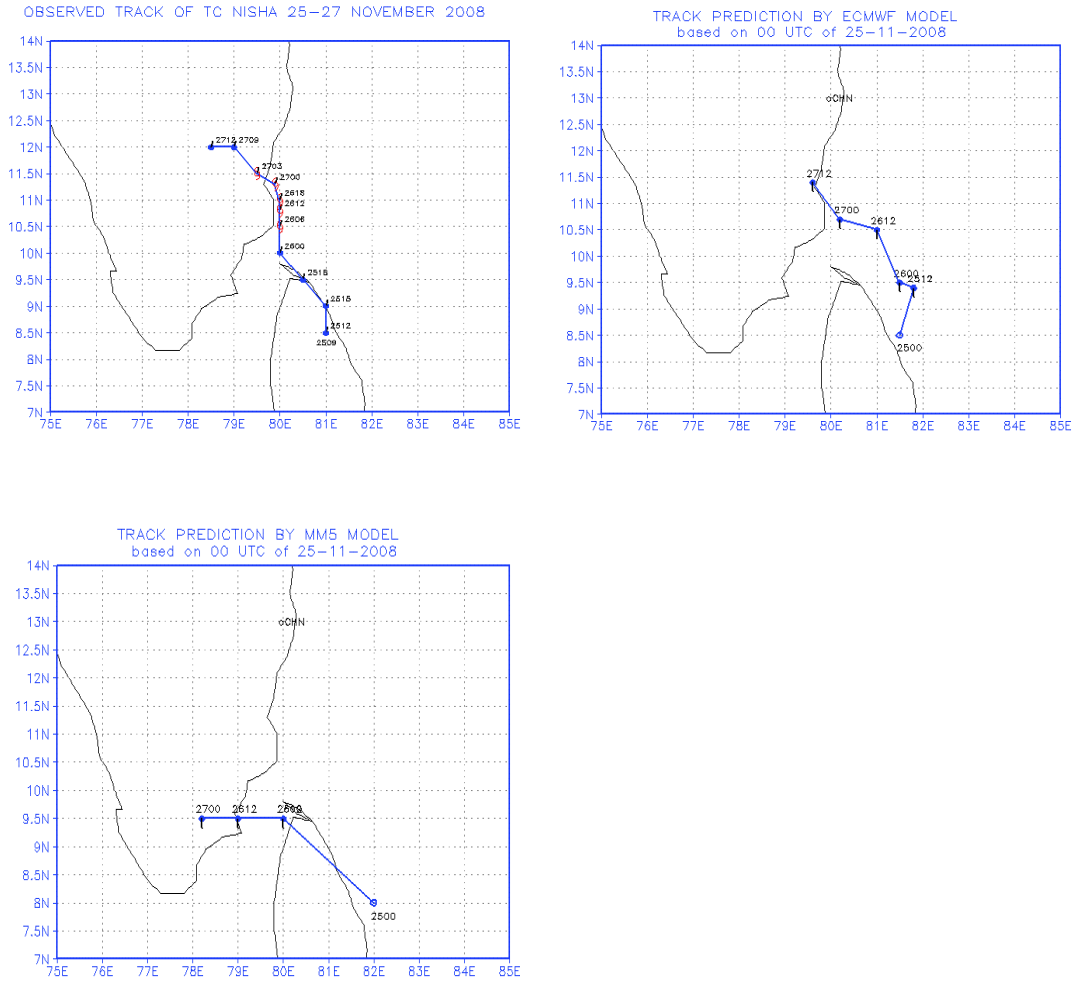 OBSERVED TRACK OF TC NISHA 25-27 NOVEMBER 2008
14N
13.5N
13N
12.5N
12N
11.5N
11N
10.5N
10N
9.5N
9N
8.5N
8N
7.5N
7N
2712 2709
2703
2700
2618
2612
2606
2600
2518
2515
2512
2509
75E 76E 77E 78E 79E 80E 81E 82E 83E 84E 85E
TRACK PREDICTION BY ECMWF MODEL
based on 00 UTC of 25-11-2008
14N
13.5N
13N
12.5N
12N
11.5N
11N
10.5N
10N
9.5N
9N
8.5N
8N
7.5N
7N
CHN
2712
2700
2612
2600
2512
2500
75E 76E 77E 78E 79E 80E 81E 82E 83E 84E 85E
TRACK PREDICTION BY MM5 MODEL
based on 00 UTC of 25-11-2008
14N
13.5N
13N
12.5N
12N
11.5N
11N
10.5N
10N
9.5N
9N
8.5N
8N
7.5N
7N
CHN
2700 2612
2500
75E 76E 77E 78E 79E 80E 81E 82E 83E 84E 85E